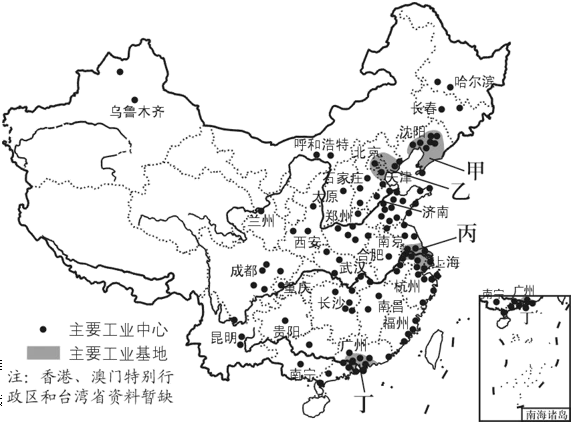 哈尔滨
乌鲁木齐
长春
沈阳
呼和浩特
北京
甲
天津
石家庄
乙
太原
济南
兰州
郑州
丙
西安
南京
合肥
上海
成都
武汉
杭州
重庆
长沙
南昌
贵阳
福州
昆明
广州
南宁
丁
主要工业中心
主要工业基地
注：香港、澳门特别行
政区和台湾省资料暂缺
南宁
广州
丁
南海诸岛